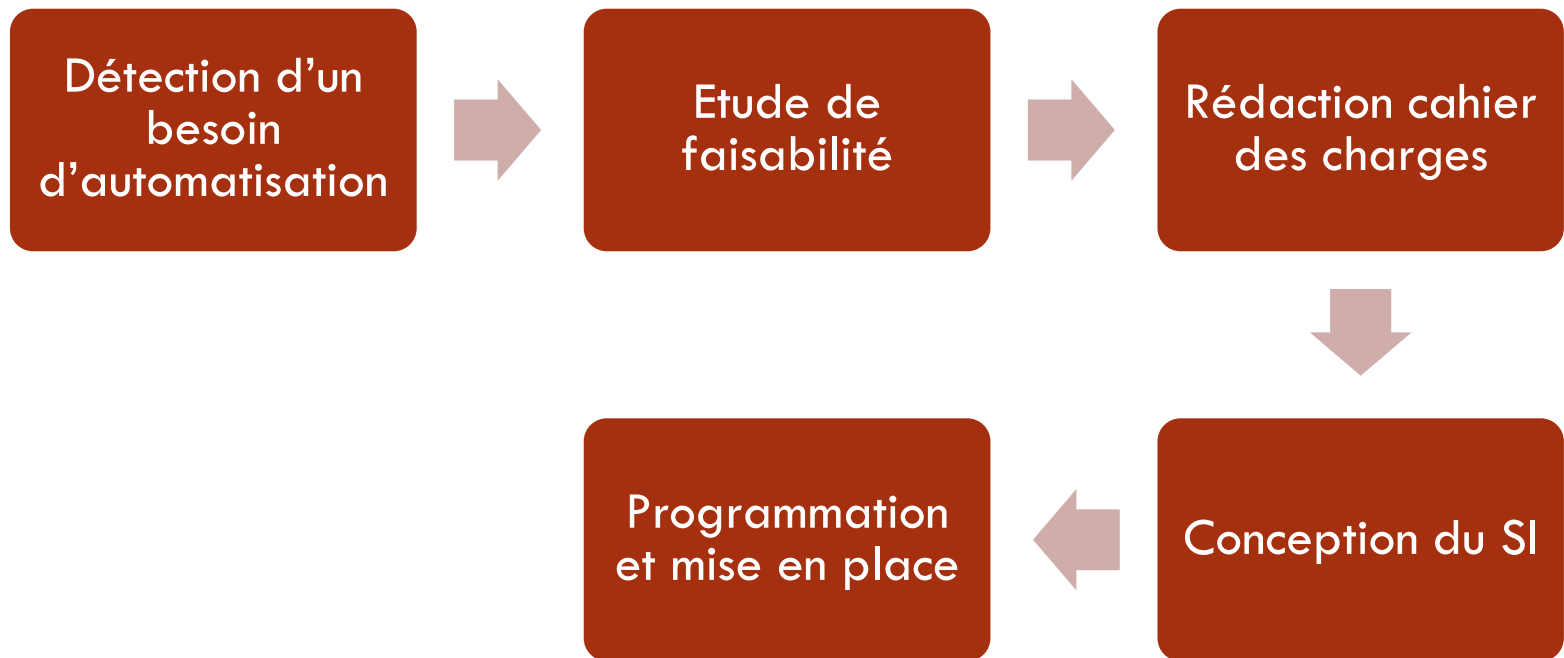 Détection d’un
besoin
d’automatisation
Etude de
faisabilité
Rédaction cahier
des charges
Conception du SI
Programmation
et mise en place